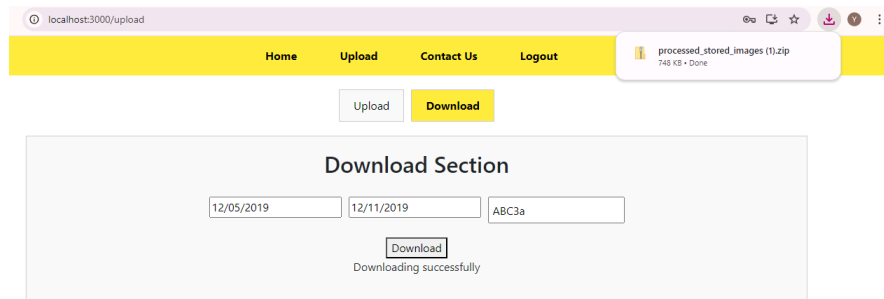 localhost:3000/upload
Y
processed_stored_images (1).zip
748 KB • Done
Home Upload Contact Us Logout
Upload Download
Download Section
12/05/2019 12/11/2019 ABC3a
Download
Downloading successfully